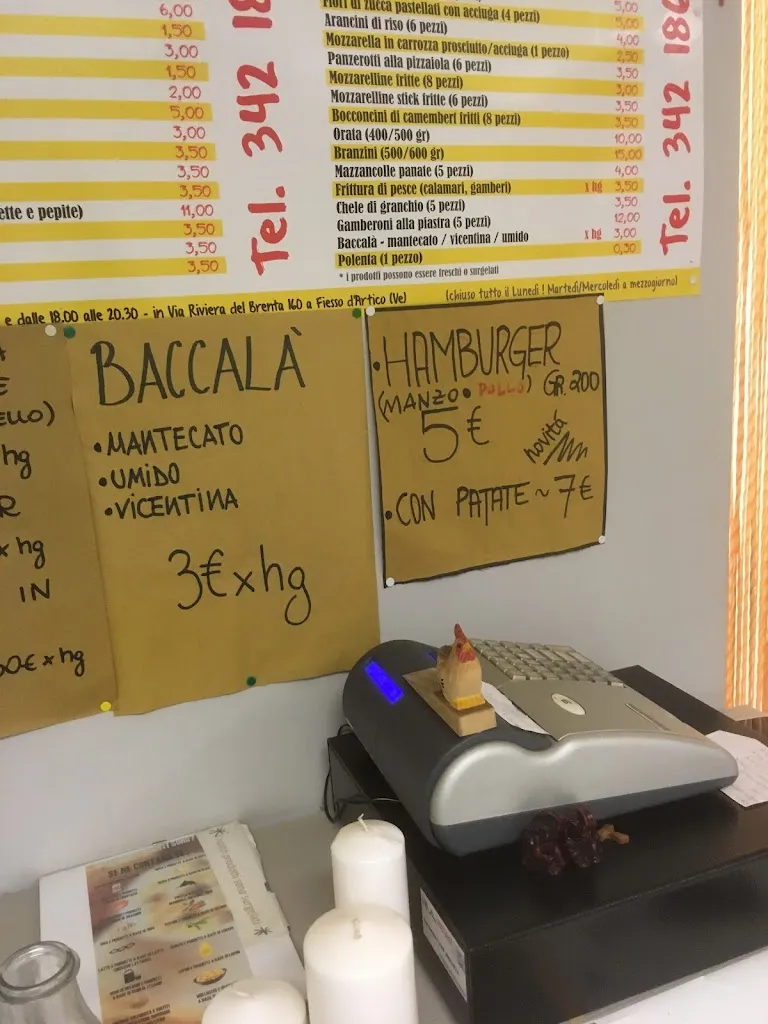 6,00
1,50
3,00
1,50
2,00
5,00
3,00
3,50
3,50
3,50
ette e pepite) 11,00
3,50
3,50
3,50
Tel. 342 18
Fiori di zucca pastellati con acciuga (4 pezzi) 5,00
Arancini di riso (6 pezzi) 5,00
Mozzarella in carrozza prosciutto/acciuga (1 pezzo) 4,00
Panzerotti alla pizzaiola (6 pezzi) 2,50
Mozzarelline fritte (8 pezzi) 3,50
Mozzarelline stick fritte (6 pezzi) 3,00
Bocconcini di camembert fritti (8 pezzi) 3,50
Orata (400/500 gr) 3,50
Branzini (500/600 gr) 10,00
Mazzancolle panate (5 pezzi) 15,00
Frittura di pesce (calamari, gamberi) 4,00
Chele di granchio (5 pezzi) x hg 3,50
Gamberoni alla piastra (5 pezzi) 3,50
Baccalà - mantecato / vicentina / umido 12,00
Polenta (1 pezzo) x hg 3,00
0,30
* i prodotti possono essere freschi o surgelati
Tel. 342 186
e dalle 18.00 alle 20.30 - in Via Riviera del Brenta 160 a Fiesso d'Artico (Ve) (chiuso tutto il Lunedì! Martedì/Mercoledì a mezzogiorno)
ELLO)
hg
R
x hg
IN
0€ x hg
BACCALÀ
•MANTECATO
•UMIDO
•VICENTINA
3€xhg
•HAMBURGER
(MANZO • POLLO) GR.200
5€
novità
•CON PATATE ~ 7€